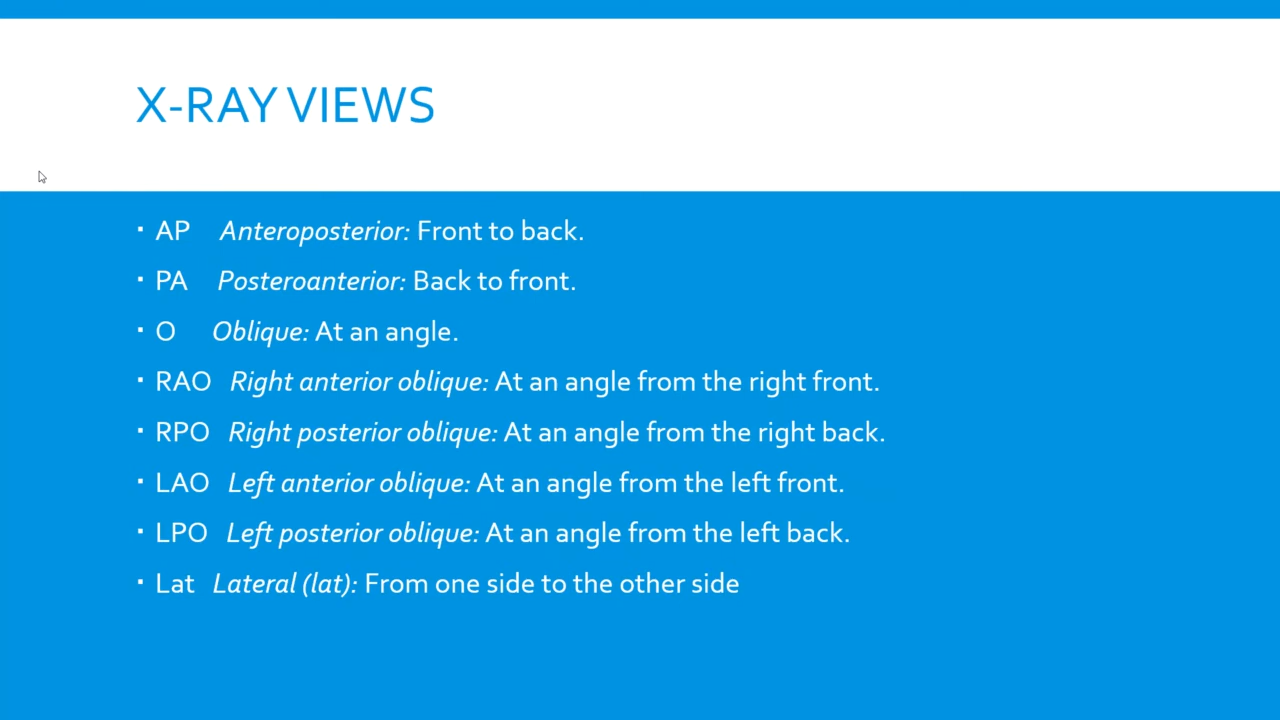 X-RAY VIEWS
▪ AP Anteroposterior: Front to back.
▪ PA Posteroanterior: Back to front.
▪ O Oblique: At an angle.
▪ RAO Right anterior oblique: At an angle from the right front.
▪ RPO Right posterior oblique: At an angle from the right back.
▪ LAO Left anterior oblique: At an angle from the left front.
▪ LPO Left posterior oblique: At an angle from the left back.
▪ Lat Lateral (lat): From one side to the other side